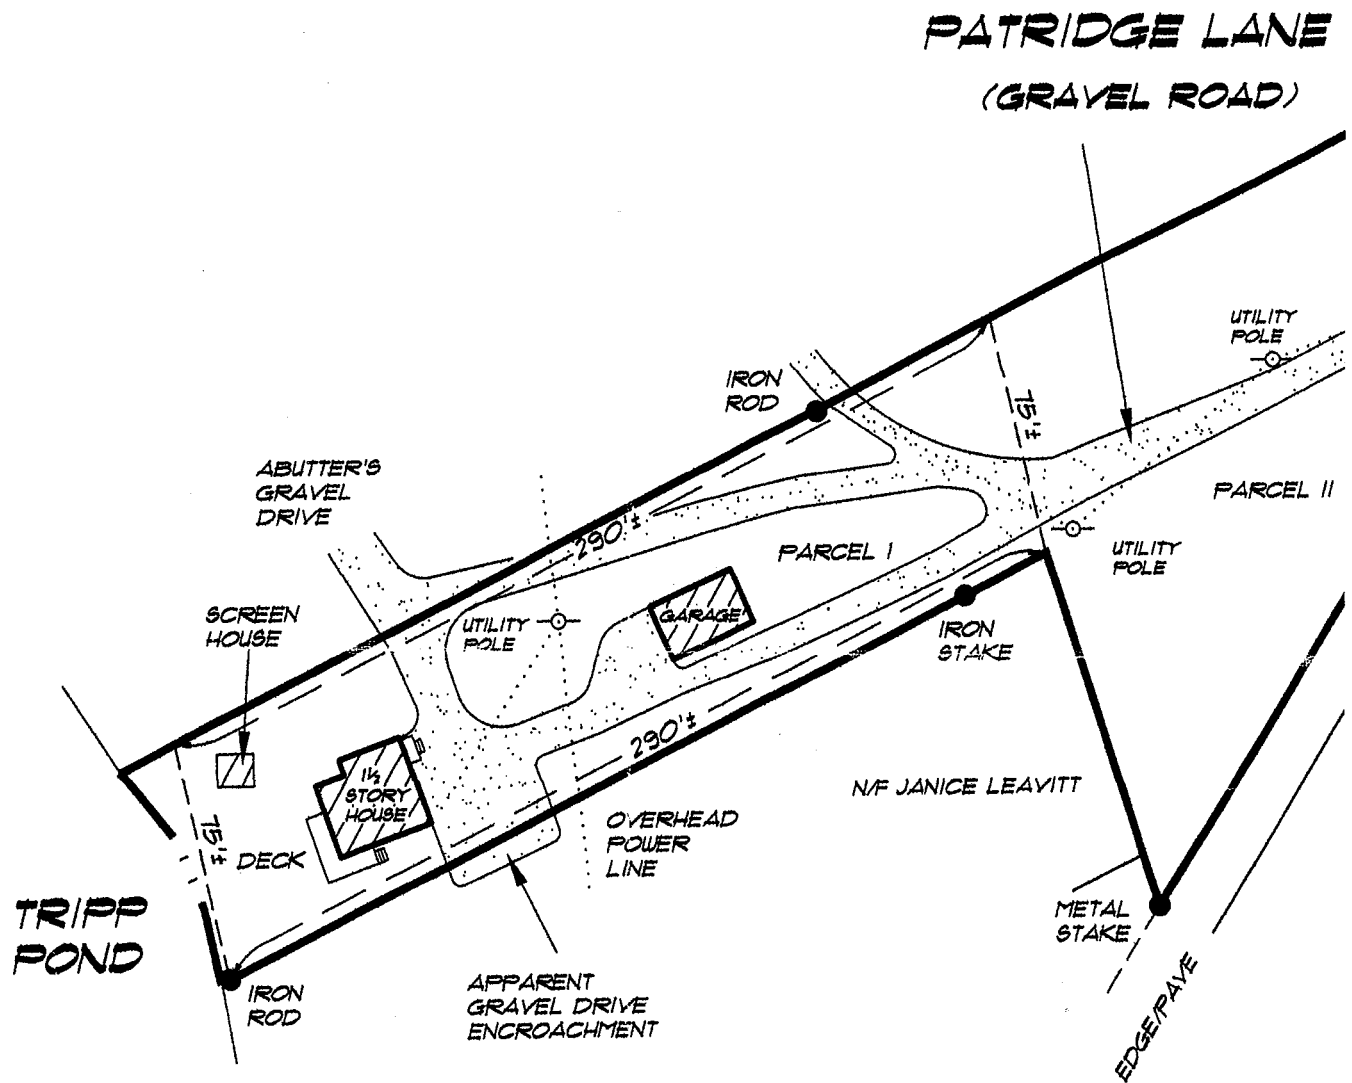 PATRIDGE LANE
(GRAVEL ROAD)
UTILITY
POLE
IRON
ROD
75'±
ABUTTER'S
GRAVEL
DRIVE
PARCEL II
290'±
PARCEL I
UTILITY
POLE
SCREEN
HOUSE
UTILITY
POLE
GARAGE
IRON
STAKE
290'±
1½
STORY
HOUSE
N/F JANICE LEAVITT
75'±
DECK
OVERHEAD
POWER
LINE
TRIPP
POND
METAL
STAKE
IRON
ROD
APPARENT
GRAVEL DRIVE
ENCROACHMENT
EDGE/PAVE